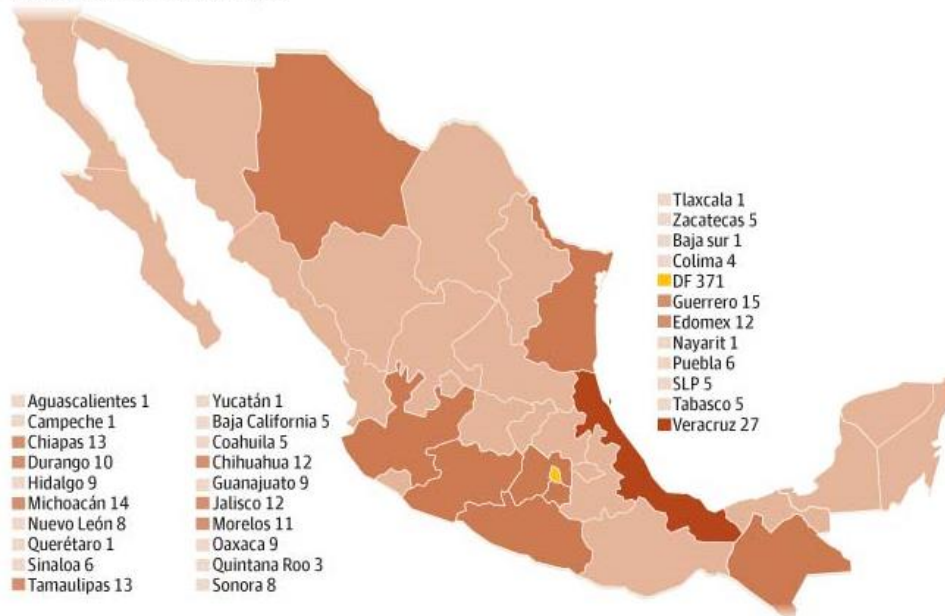 Tlaxcala 1
Zacatecas 5
Baja sur 1
Colima 4
DF 371
Guerrero 15
Edomex 12
Nayarit 1
Puebla 6
SLP 5
Tabasco 5
Veracruz 27
Aguascalientes 1
Campeche 1
Chiapas 13
Durango 10
Hidalgo 9
Michoacán 14
Nuevo León 8
Querétaro 1
Sinaloa 6
Tamaulipas 13
Yucatán 1
Baja California 5
Coahuila 5
Chihuahua 12
Guanajuato 9
Jalisco 12
Morelos 11
Oaxaca 9
Quintana Roo 3
Sonora 8